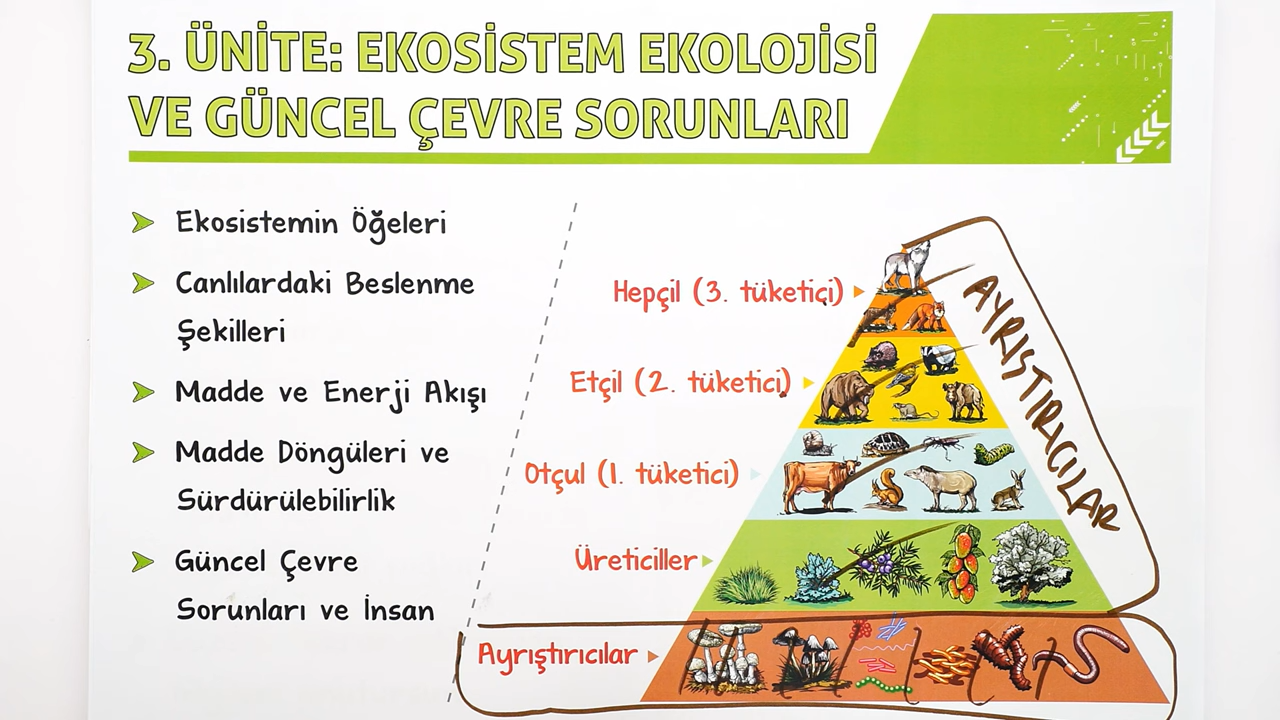 3. ÜNİTE: EKOSİSTEM EKOLOJİSİ
VE GÜNCEL ÇEVRE SORUNLARI
Ekosistemin Öğeleri
Canlılardaki Beslenme
Şekilleri
Madde ve Enerji Akışı
Madde Döngüleri ve
Sürdürülebilirlik
Güncel Çevre
Sorunları ve İnsan
Hepçil (3. tüketiçi)
Etçil (2. tüketici)
Otçul (1. tüketici)
Üreticiller
Ayrıştırıcılar
AYRIŞTIRICILAR